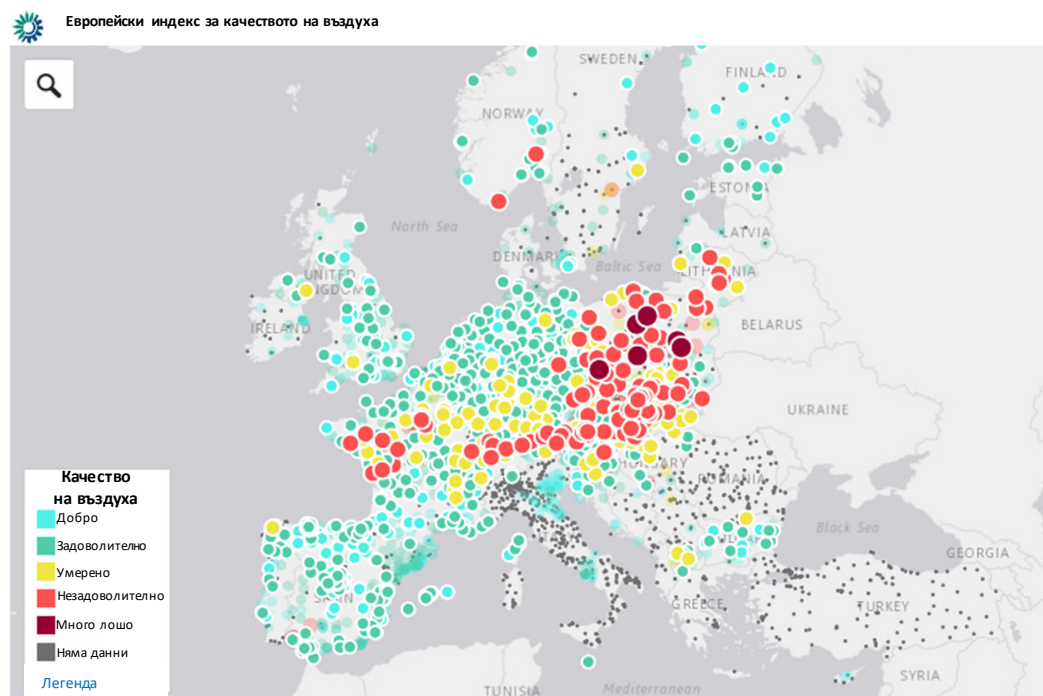 Европейски индекс за качеството на въздуха
SWEDEN
FINLAND
NORWAY
ESTONIA
North Sea
LATVIA
DENMARK
Baltic Sea
LITHUANIA
UNITED
KINGDOM
IRELAND
BELARUS
UKRAINE
HUNGARY
ROMANIA
Качество
на въздуха
Добро
Задоволително
Умерено
Незадоволително
Много лошо
Няма данни
Легенда
Black Sea
GEORGIA
SPAIN
GREECE
TURKEY
SYRIA
TUNISIA
Mediterranean